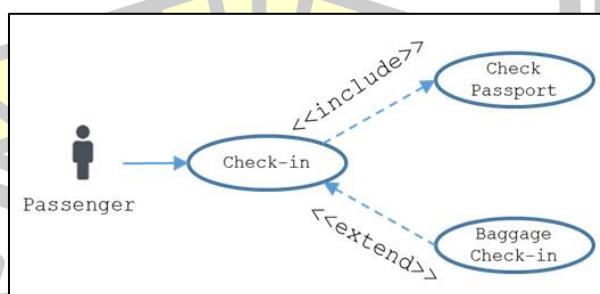 <<include>>
Check
Passport
Check-in
Passenger
<<extend>>
Baggage
Check-in